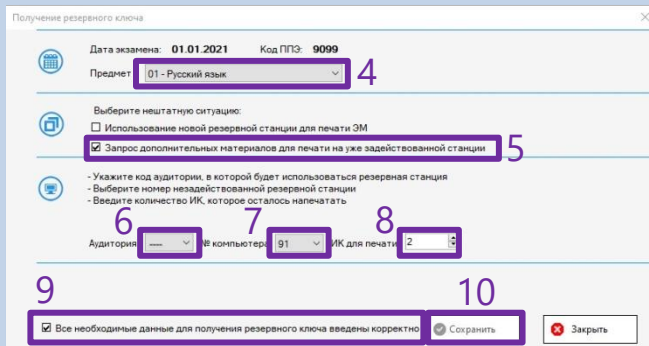 Получение резервного ключа
Дата экзамена: 01.01.2021 Код ППЭ: 9099
Предмет 01 - Русский язык 4
Выберите нештатную ситуацию:
Использование новой резервной станции для печати ЭМ
Запрос дополнительных материалов для печати на уже задействованной станции 5
- Укажите код аудитории, в которой будет использоваться резервная станция
- Выберите номер незадействованной резервной станции
- Введите количество ИК, которое осталось напечатать
6 7 8
Аудитория ---- № компьютера 91 ИК для печати 2
9 10
Все необходимые данные для получения резервного ключа введены корректно Сохранить Закрыть